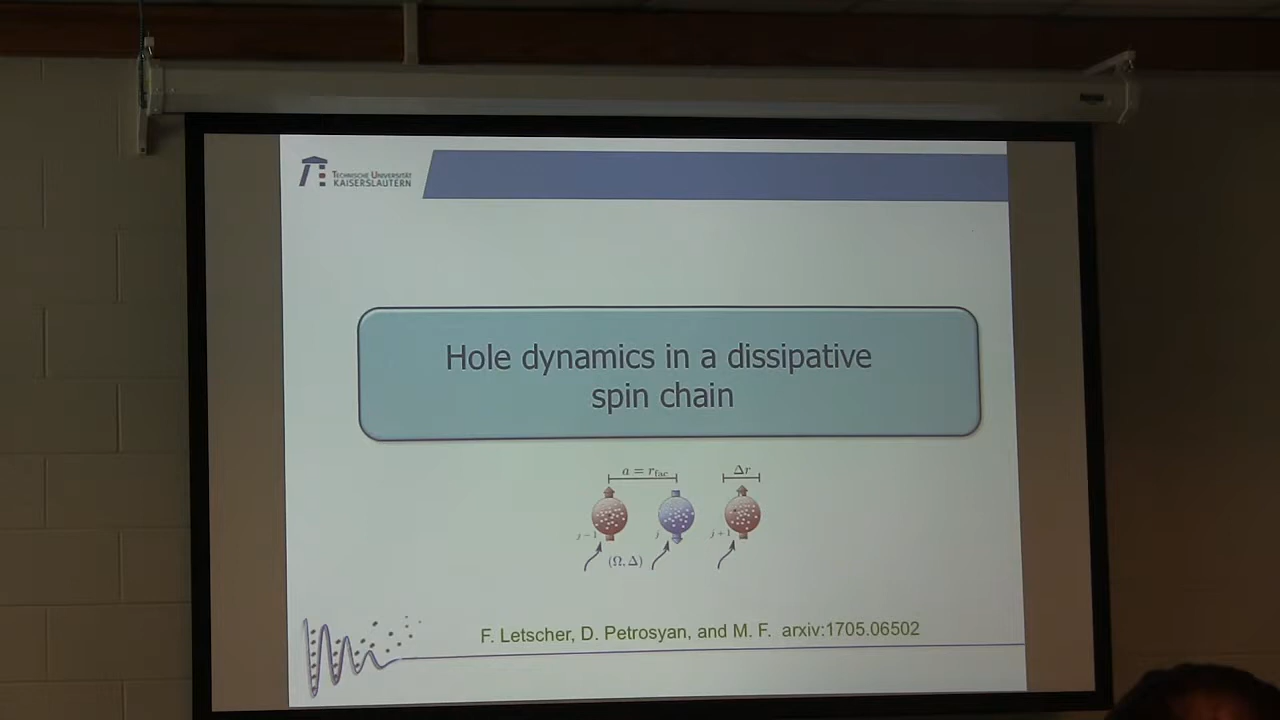 TECHNISCHE UNIVERSITÄT
KAISERSLAUTERN
Hole dynamics in a dissipative
spin chain
a = r_fac
Δr
j − 1
j
j + 1
(Ω, Δ)
F. Letscher, D. Petrosyan, and M. F. arxiv:1705.06502